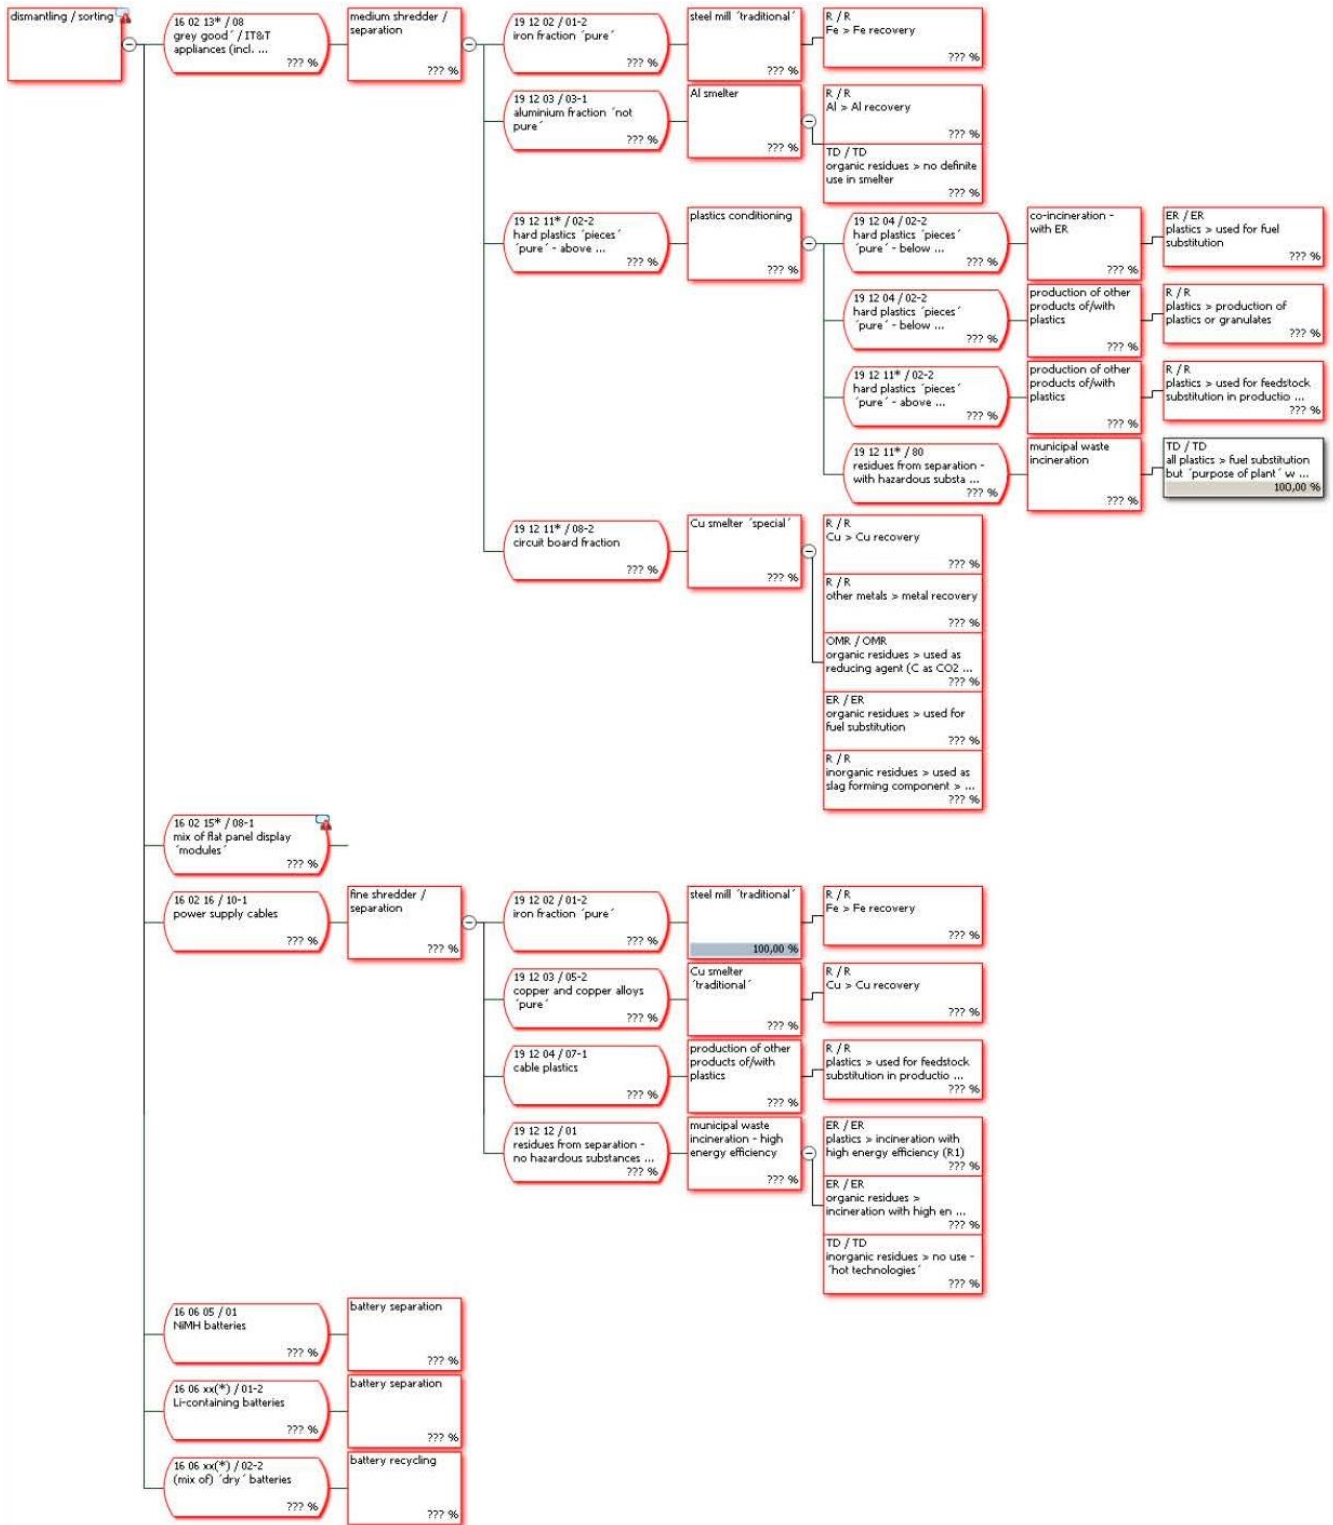 dismantling / sorting
16 02 13* / 08
grey good´ / IT&T
appliances (incl. ...
??? %
medium shredder /
separation
??? %
19 12 02 / 01-2
iron fraction ´pure´
??? %
steel mill ´traditional´
??? %
R / R
Fe > Fe recovery
??? %
19 12 03 / 03-1
aluminium fraction ´not
pure´
??? %
Al smelter
??? %
R / R
Al > Al recovery
??? %
TD / TD
organic residues > no definite
use in smelter
??? %
19 12 11* / 02-2
hard plastics ´pieces´
´pure´ - above ...
??? %
plastics conditioning
??? %
19 12 04 / 02-2
hard plastics ´pieces´
´pure´ - below ...
??? %
co-incineration -
with ER
??? %
ER / ER
plastics > used for fuel
substitution
??? %
19 12 04 / 02-2
hard plastics ´pieces´
´pure´ - below ...
??? %
production of other
products of/with
plastics
??? %
R / R
plastics > production of
plastics or granulates
??? %
19 12 11* / 02-2
hard plastics ´pieces´
´pure´ - above ...
??? %
production of other
products of/with
plastics
??? %
R / R
plastics > used for feedstock
substitution in productio ...
??? %
19 12 11* / 80
residues from separation -
with hazardous substa ...
??? %
municipal waste
incineration
??? %
TD / TD
all plastics > fuel substitution
but ´purpose of plant´ w ...
100,00 %
19 12 11* / 08-2
circuit board fraction
??? %
Cu smelter ´special´
??? %
R / R
Cu > Cu recovery
??? %
R / R
other metals > metal recovery
??? %
OMR / OMR
organic residues > used as
reducing agent (C as CO2 ...
??? %
ER / ER
organic residues > used for
fuel substitution
??? %
R / R
inorganic residues > used as
slag forming component > ...
??? %
16 02 15* / 08-1
mix of flat panel display
´modules´
??? %
16 02 16 / 10-1
power supply cables
??? %
fine shredder /
separation
??? %
19 12 02 / 01-2
iron fraction ´pure´
??? %
steel mill ´traditional´
100,00 %
R / R
Fe > Fe recovery
??? %
19 12 03 / 05-2
copper and copper alloys
´pure´
??? %
Cu smelter
´traditional´
??? %
R / R
Cu > Cu recovery
??? %
19 12 04 / 07-1
cable plastics
??? %
production of other
products of/with
plastics
??? %
R / R
plastics > used for feedstock
substitution in productio ...
??? %
19 12 12 / 01
residues from separation -
no hazardous substances ...
??? %
municipal waste
incineration - high
energy efficiency
??? %
ER / ER
plastics > incineration with
high energy efficiency (R1)
??? %
ER / ER
organic residues >
incineration with high en ...
??? %
TD / TD
inorganic residues > no use -
´hot technologies´
??? %
16 06 05 / 01
NiMH batteries
??? %
battery separation
??? %
16 06 xx(*) / 01-2
Li-containing batteries
??? %
battery separation
??? %
16 06 xx(*) / 02-2
(mix of) ´dry´ batteries
??? %
battery recycling
??? %